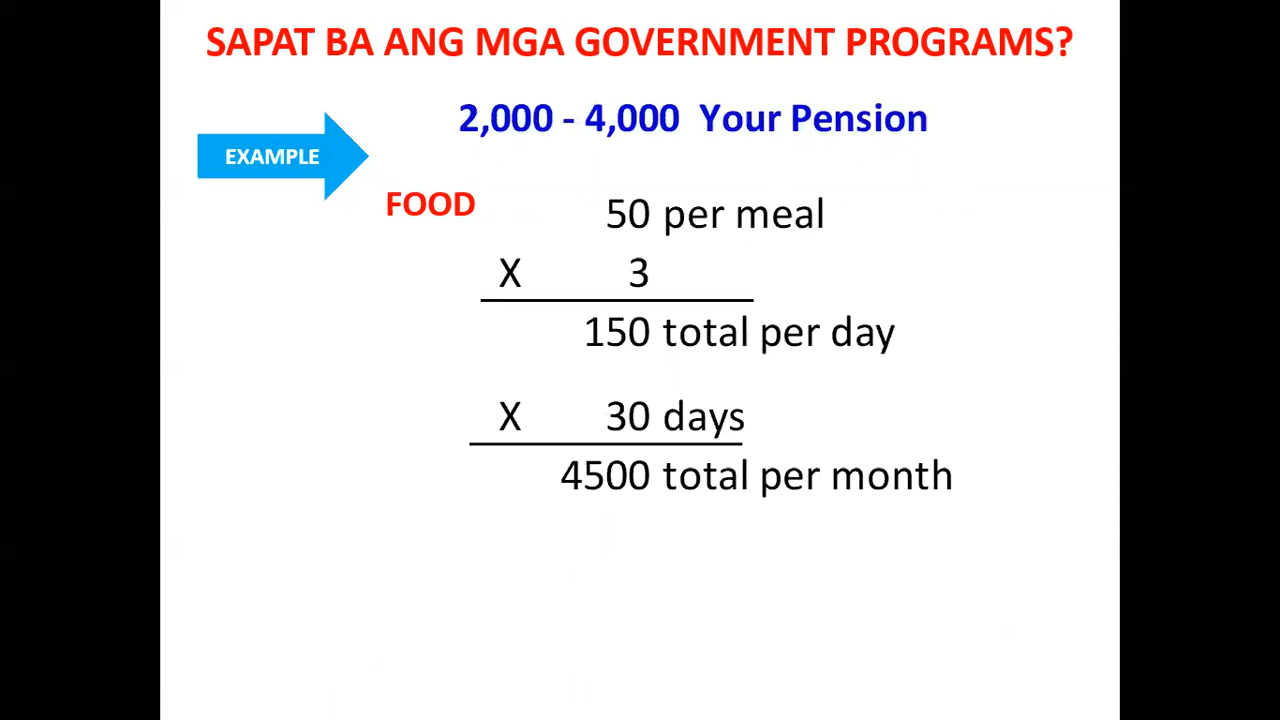 SAPAT BA ANG MGA GOVERNMENT PROGRAMS?
2,000 - 4,000 Your Pension
EXAMPLE
FOOD
50 per meal
X 3
150 total per day
X 30 days
4500 total per month